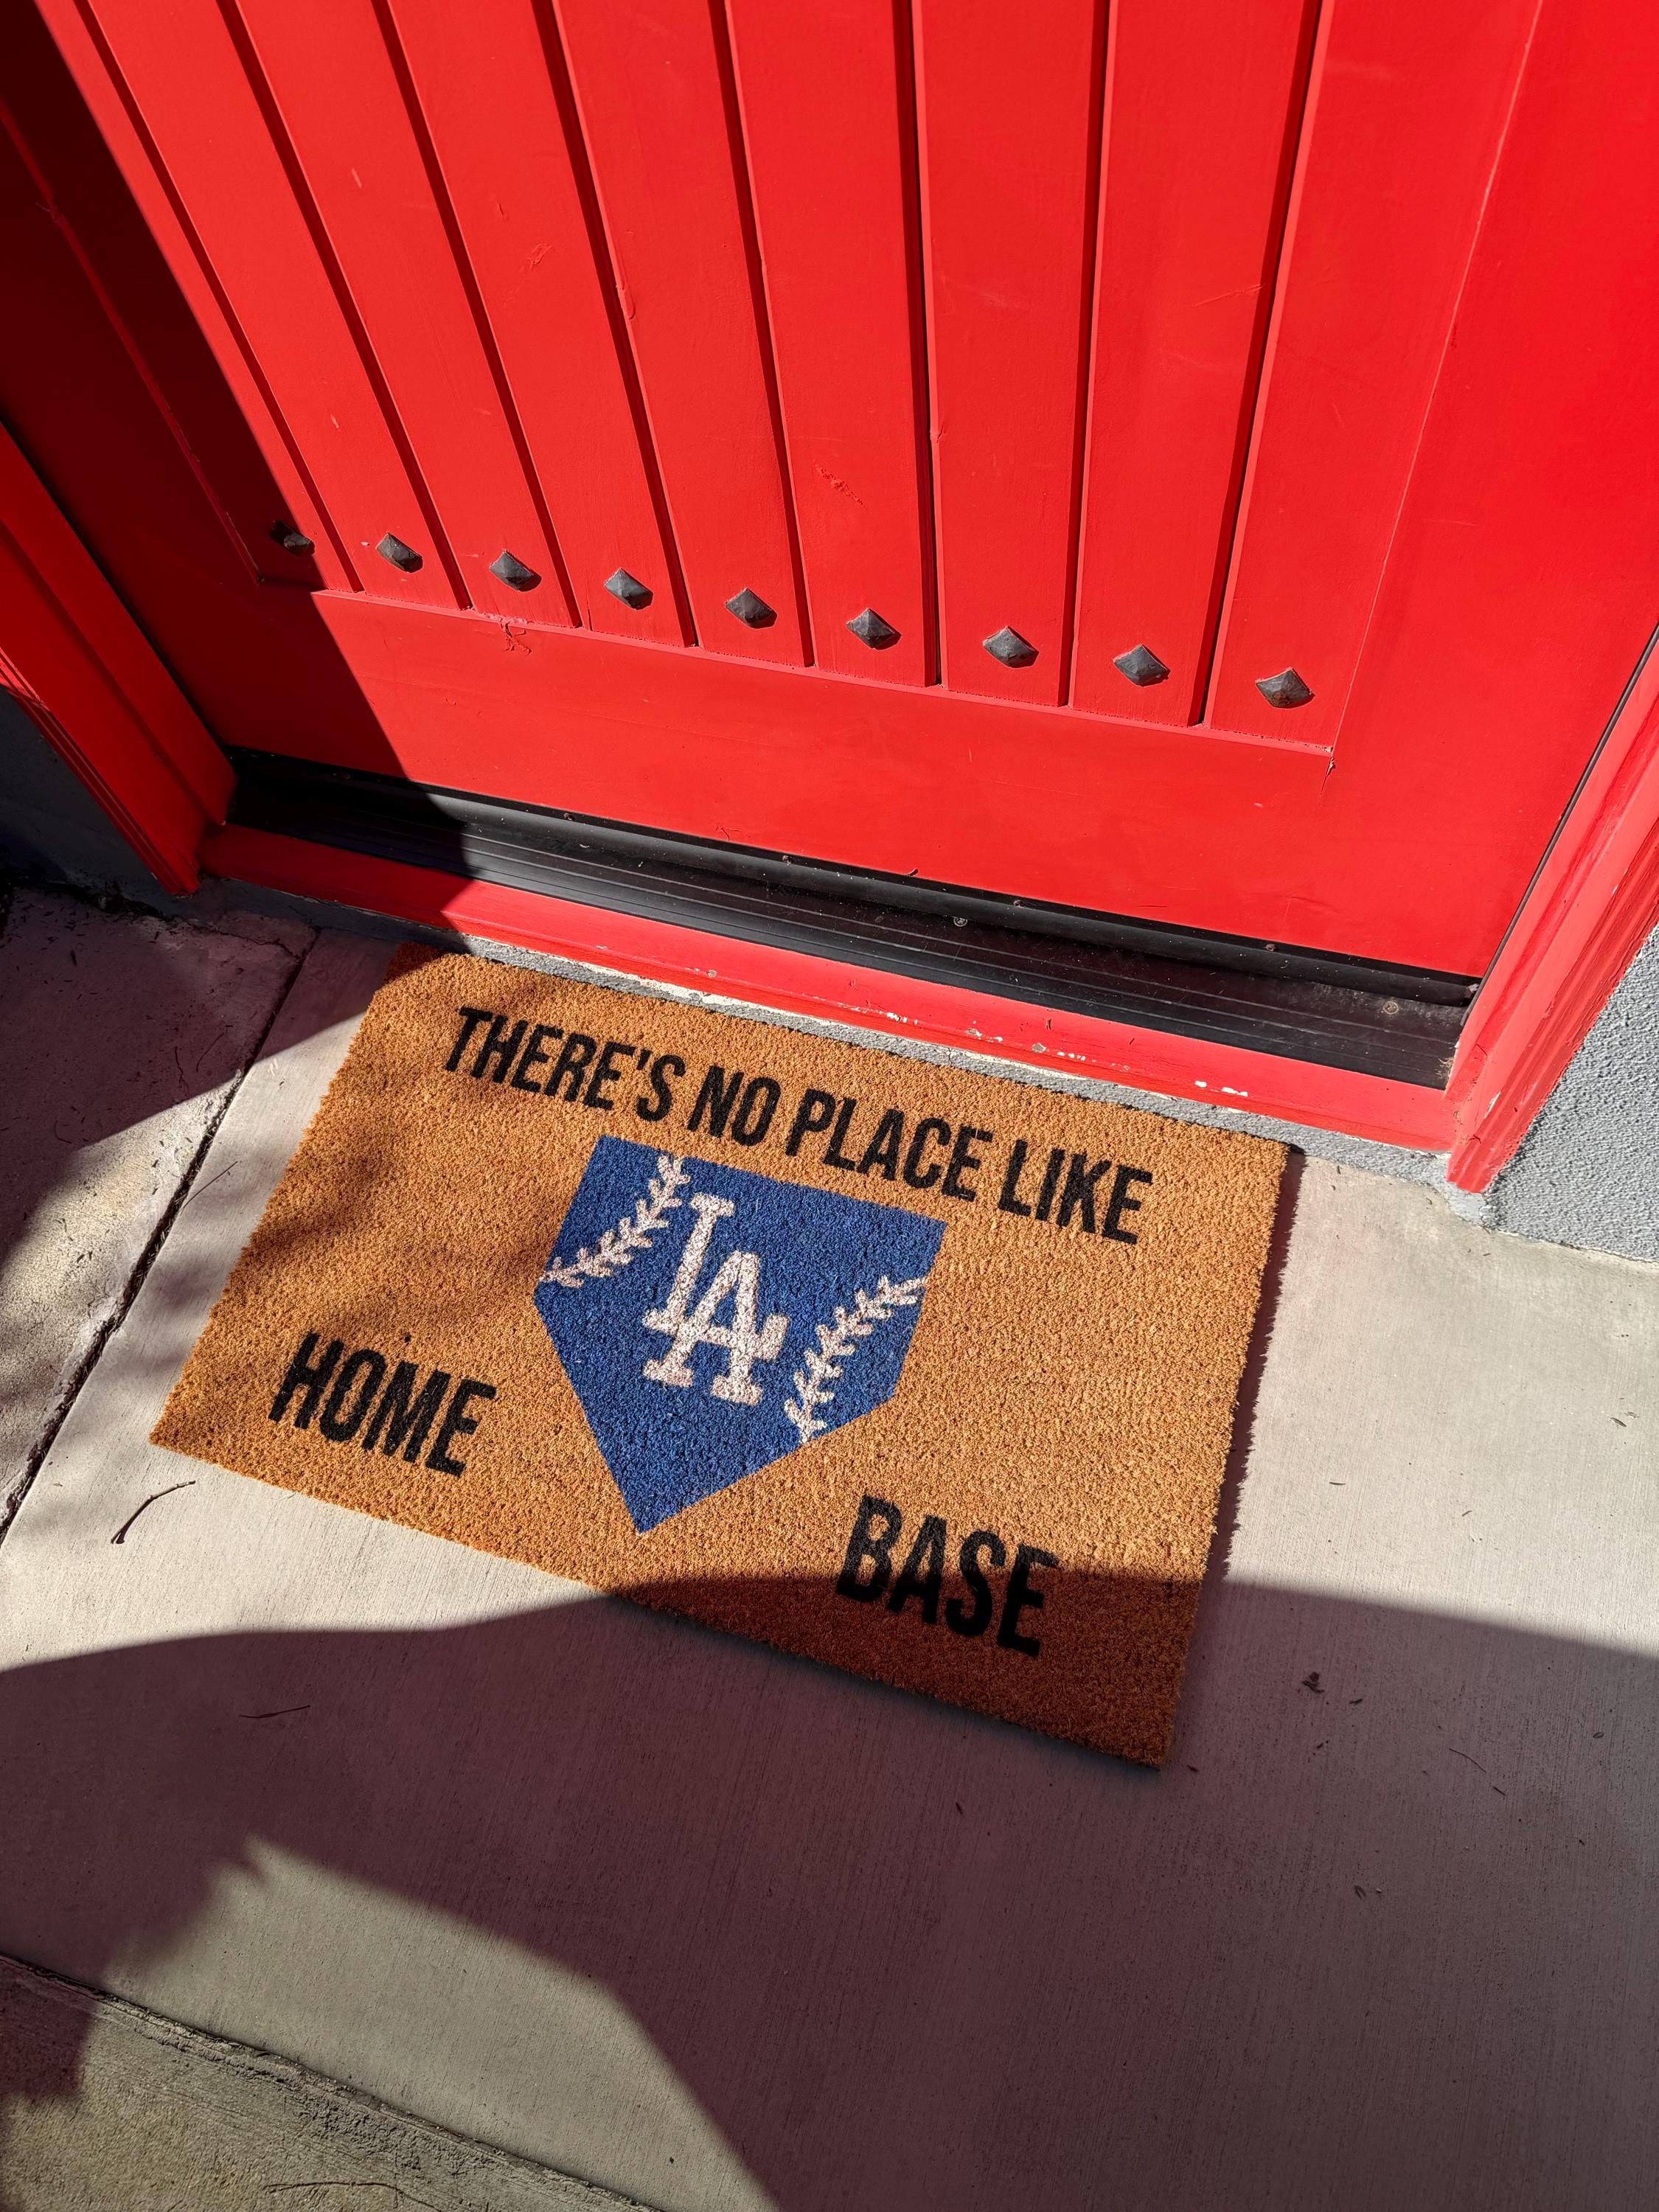 THERE'S NO PLACE LIKE
LA
HOME
BASE